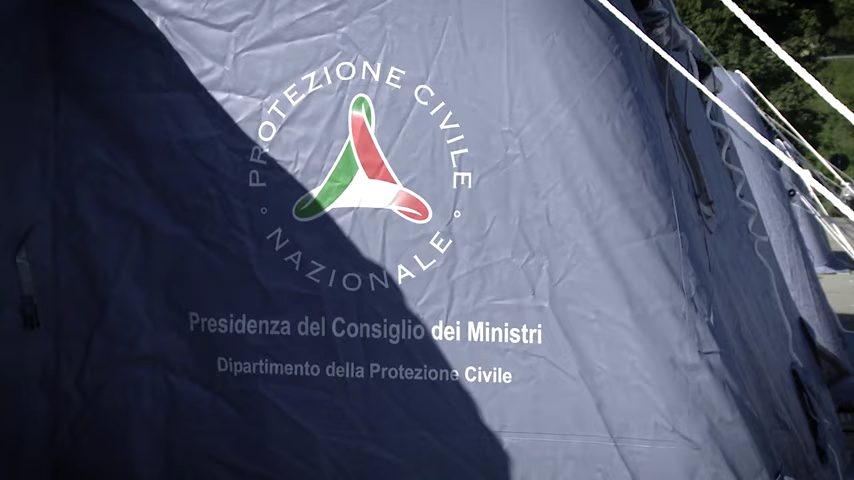 PROTEZIONE CIVILE
NAZIONALE
Presidenza del Consiglio dei Ministri
Dipartimento della Protezione Civile